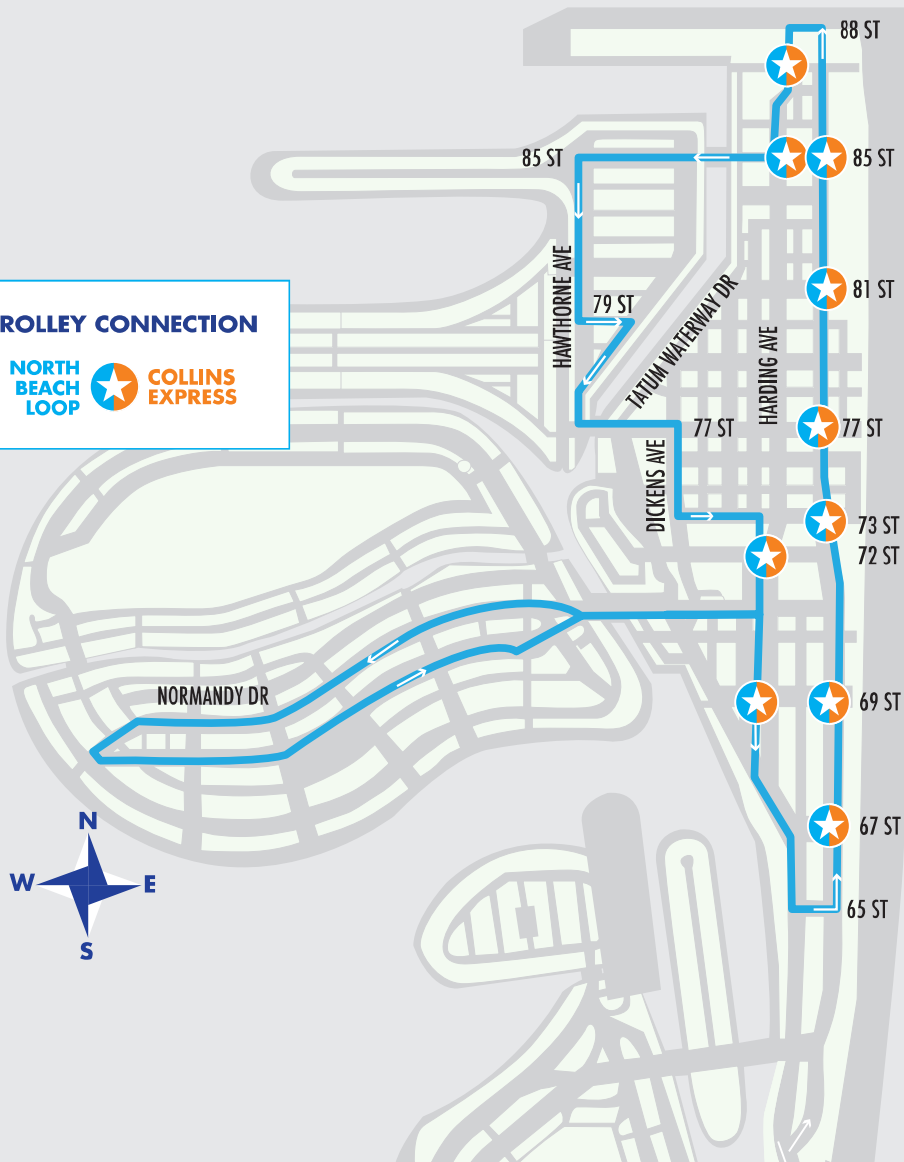 88 ST
85 ST
85 ST
HAWTHORNE AVE
81 ST
79 ST
TATUM WATERWAY DR
HARDING AVE
ROLLEY CONNECTION
NORTH
BEACH
LOOP
COLLINS
EXPRESS
77 ST
77 ST
DICKENS AVE
73 ST
72 ST
NORMANDY DR
69 ST
67 ST
65 ST
N
W
E
S